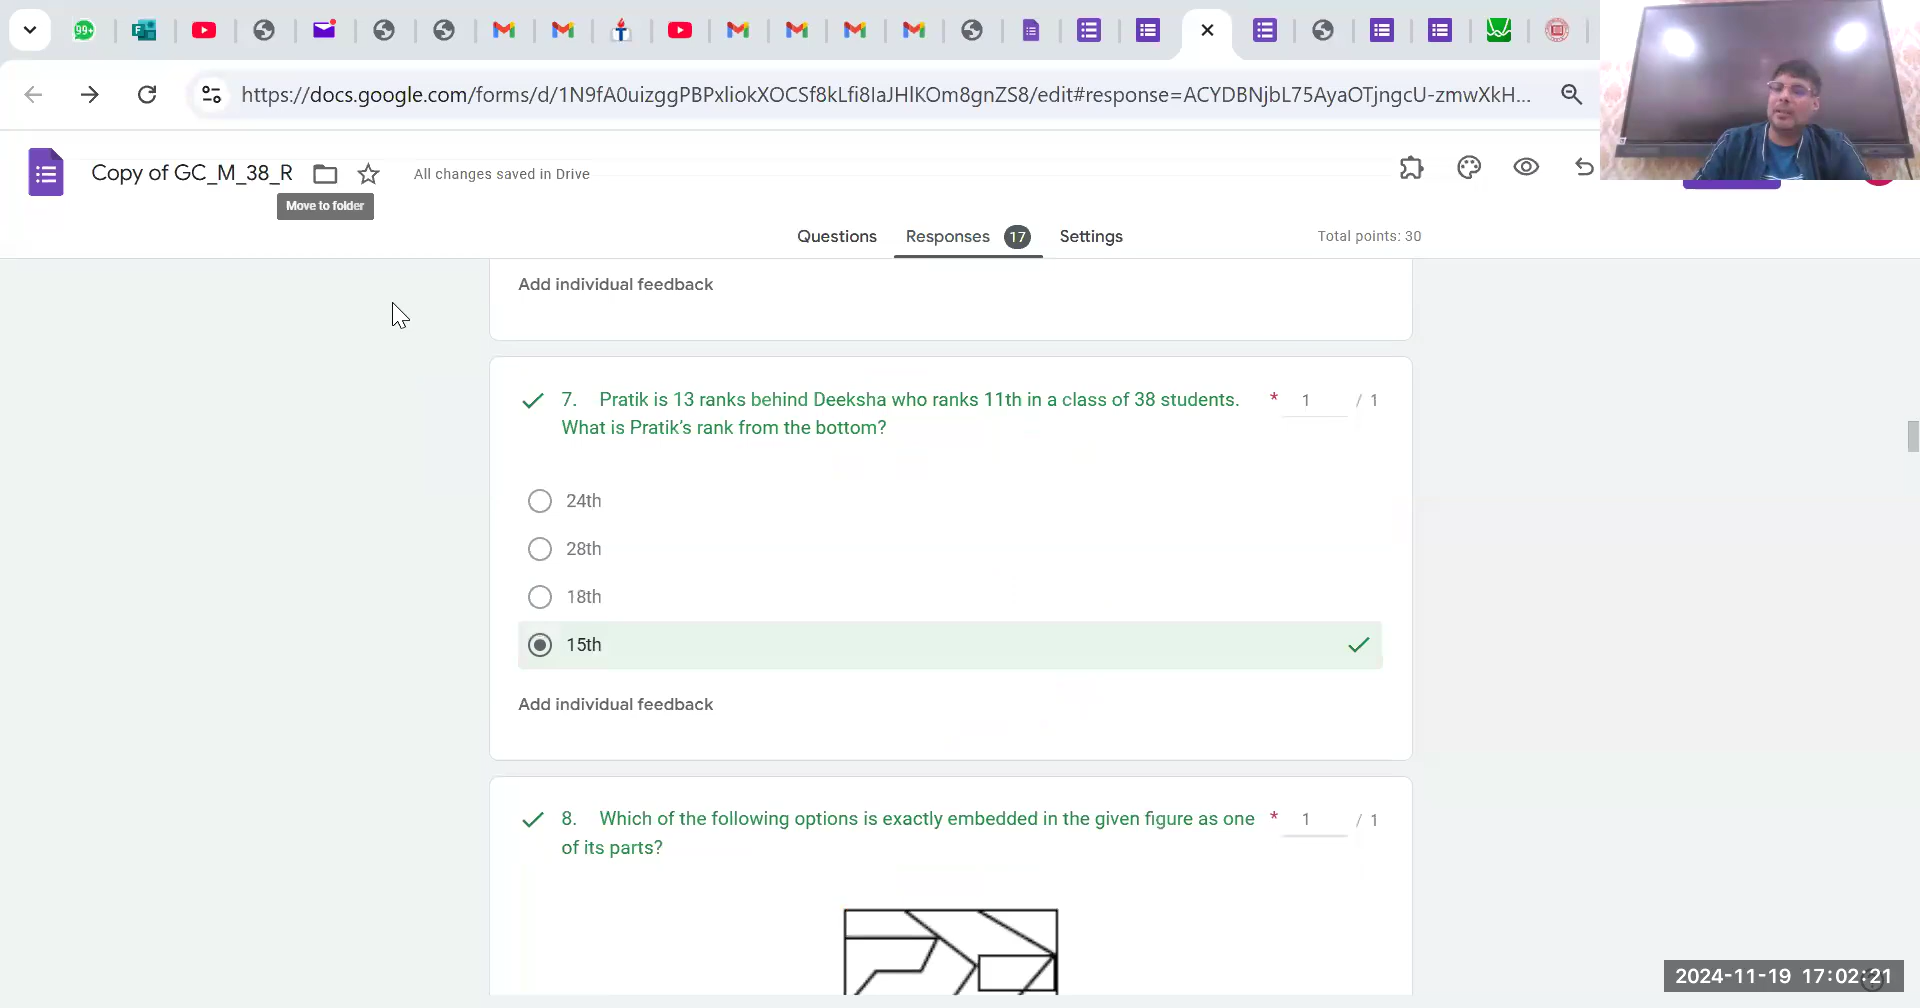 99+
https://docs.google.com/forms/d/1N9fA0uizggPBPxliokXOCSf8kLfi8IaJHlKOm8gnZS8/edit#response=ACYDBNjbL75AyaOTjngcU-zmwXkH...
Copy of GC_M_38_R
All changes saved in Drive
Move to folder
Questions
Responses 17
Settings
Total points: 30
Add individual feedback
7. Pratik is 13 ranks behind Deeksha who ranks 11th in a class of 38 students. * 1 / 1
What is Pratik’s rank from the bottom?
24th
28th
18th
15th
Add individual feedback
8. Which of the following options is exactly embedded in the given figure as one * 1 / 1
of its parts?
2024-11-19 17:02:21